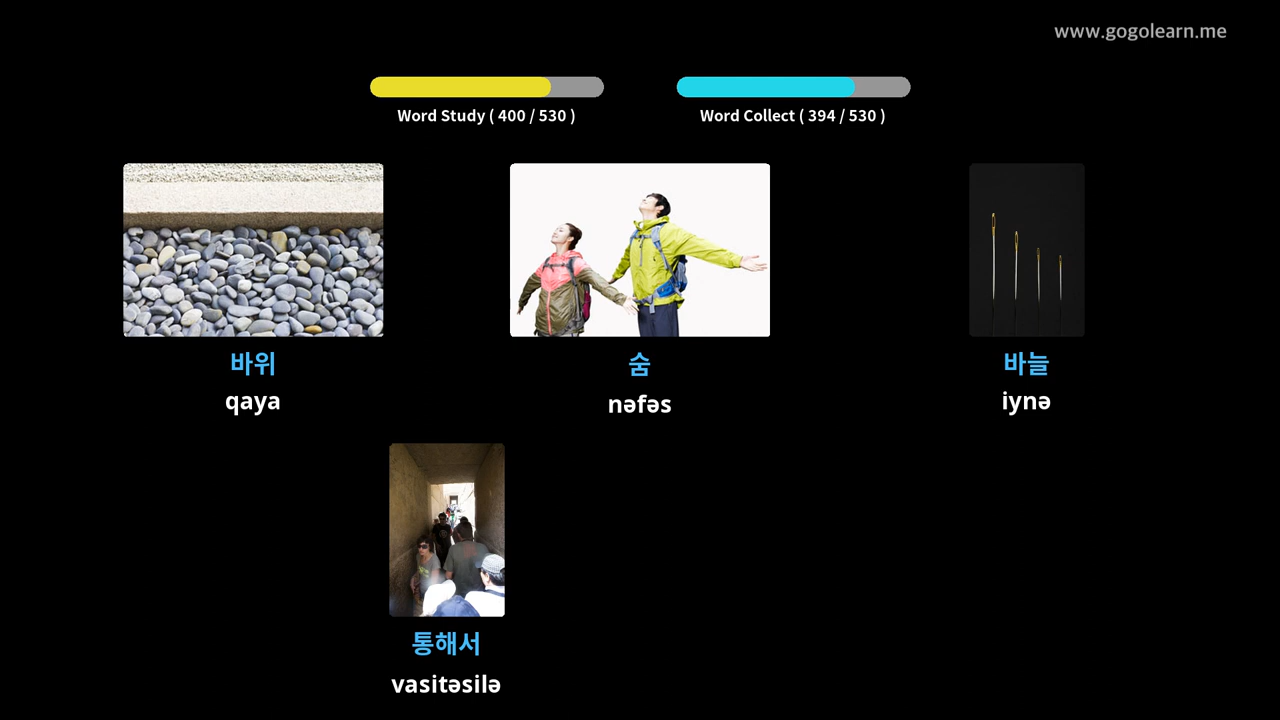 www.gogolearn.me
Word Study ( 400 / 530 )
Word Collect ( 394 / 530 )
바위
qaya
숨
nəfəs
바늘
iynə
통해서
vasitəsilə